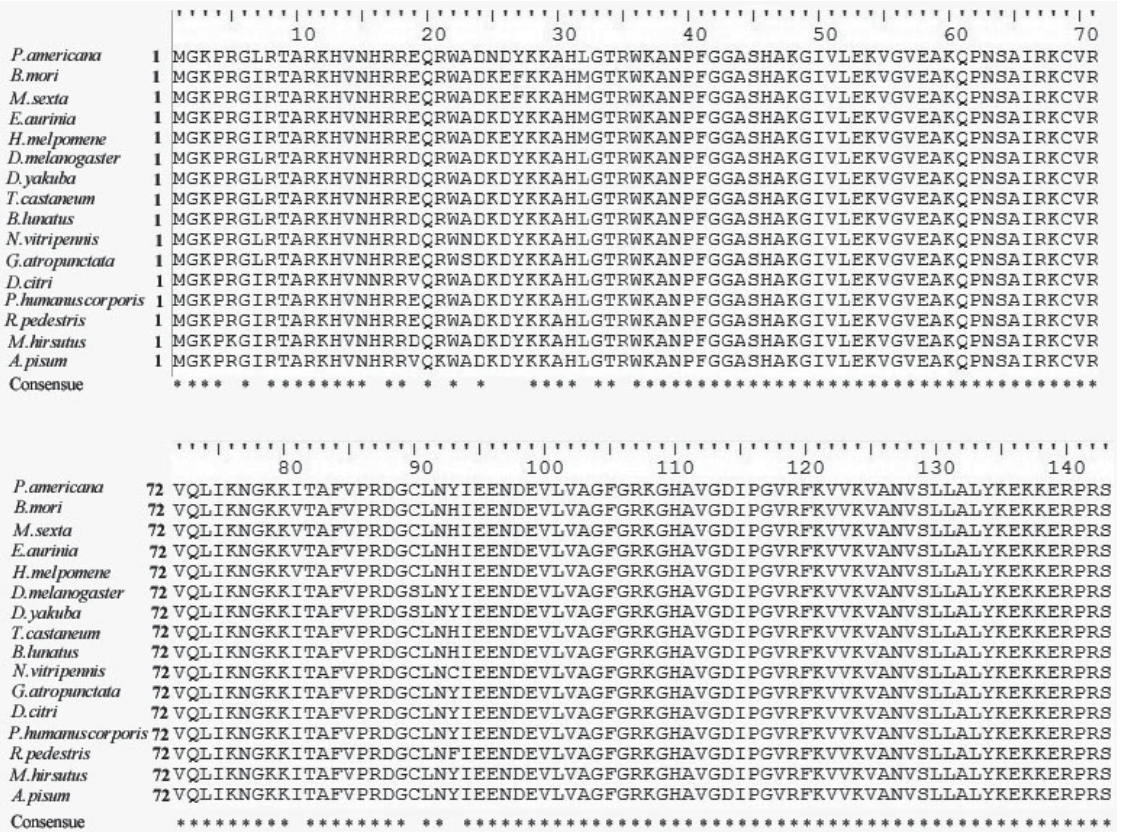 10 20 30 40 50 60 70
P.americana 1 MGKPRGLRTARKHVNHRREQRWADNDYKKAHLGTRWKANPFGGASHAKGIVLEKVGVEAKQPNSAIRKCVR
B.mori 1 MGKPRGIRTARKHVNHRREQRWADKEFKKAHMGTRWKANPFGGASHAKGIVLEKVGVEAKQPNSAIRKCVR
M.sexta 1 MGKPRGIRTARKHVNHRREQRWADKEFKKAHMGTRWKANPFGGASHAKGIVLEKVGVEAKQPNSAIRKCVR
E.aurinia 1 MGKPRGIRTARKHVNHRREQRWADKDYKKAHMGTRWKANPFGGASHAKGIVLEKVGVEAKQPNSAIRKCVR
H.melpomene 1 MGKPRGIRTARKHVNHRREQRWADKEYKKAHMGTRWKANPFGGASHAKGIVLEKVGVEAKQPNSAIRKCVR
D.melanogaster 1 MGKPRGLRTARKHVNHRRDQRWADKDYKKAHLGTRWKANPFGGASHAKGIVLEKVGVEAKQPNSAIRKCVR
D.yakuba 1 MGKPRGLRTARKHVNHRRDQRWADKDYKKAHLGTRWKANPFGGASHAKGIVLEKVGVEAKQPNSAIRKCVR
T.castaneum 1 MGKPRGIRTARKHVNHRREQRWADKDYKKAHLGTRWKANPFGGASHAKGIVLEKVGVEAKQPNSAIRKCVR
B.lunatus 1 MGKPRGLRTARKHVNHRRDQRWADKDYKKAHLGTRWKANPFGGASHAKGIVLEKVGVEAKQPNSAIRKCVR
N.vitripennis 1 MGKPRGLRTARKHVNHRRDQRWNDKDYKKAHLGTRWKANPFGGASHAKGIVLEKVGVEAKQPNSAIRKCVR
G.atropunctata 1 MGKPRGLRTARKHVNHRREQRWSDKDYKKAHLGTRWKANPFGGASHAKGIVLEKVGVEAKQPNSAIRKCVR
D.citri 1 MGKPRGIRTARKHVNNRRVQRWADKDYKKAHLGTRWKANPFGGASHAKGIVLEKVGVEAKQPNSAIRKCVR
P.humanuscorporis 1 MGKPRGIRTARKHVNHRREQRWADKDYKKAHLGTKWKANPFGGASHAKGIVLEKVGVEAKQPNSAIRKCVR
R.pedestris 1 MGKPRGIRTARKHVNHRREQRWADKDYKKAHLGTRWKANPFGGASHAKGIVLEKVGVEAKQPNSAIRKCVR
M.hirsutus 1 MGKPKGIRTARKHVNHRRDQRWADKDYKKAHLGTRWKANPFGGASHAKGIVLEKVGVEAKQPNSAIRKCVR
A.pisum 1 MGKPRGIRTARKHVNHRRVQKWADKDYKKAHLGTRWKANPFGGASHAKGIVLEKVGVEAKQPNSAIRKCVR
Consensue **** * ******** ** * * * **** ** ************************************
80 90 100 110 120 130 140
P.americana 72 VQLIKNGKKITAFVPRDGCLNYIEENDEVLVAGFGRKGHAVGDIPGVRFKVVKVANVSLLALYKEKKERPRS
B.mori 72 VQLIKNGKKVTAFVPRDGCLNHIEENDEVLVAGFGRKGHAVGDIPGVRFKVVKVANVSLLALYKEKKERPRS
M.sexta 72 VQLIKNGKKVTAFVPRDGCLNHIEENDEVLVAGFGRKGHAVGDIPGVRFKVVKVANVSLLALYKEKKERPRS
E.aurinia 72 VQLIKNGKKVTAFVPRDGCLNHIEENDEVLVAGFGRKGHAVGDIPGVRFKVVKVANVSLLALYKEKKERPRS
H.melpomene 72 VQLIKNGKKVTAFVPRDGCLNHIEENDEVLVAGFGRKGHAVGDIPGVRFKVVKVANVSLLALYKEKKERPRS
D.melanogaster 72 VQLIKNGKKITAFVPRDGSLNYIEENDEVLVAGFGRKGHAVGDIPGVRFKVVKVANVSLLALYKEKKERPRS
D.yakuba 72 VQLIKNGKKITAFVPRDGSLNYIEENDEVLVAGFGRKGHAVGDIPGVRFKVVKVANVSLLALYKEKKERPRS
T.castaneum 72 VQLIKNGKKITAFVPRDGCLNHIEENDEVLVAGFGRKGHAVGDIPGVRFKVVKVANVSLLALYKEKKERPRS
B.lunatus 72 VQLIKNGKKITAFVPRDGCLNHIEENDEVLVAGFGRKGHAVGDIPGVRFKVVKVANVSLLALYKEKKERPRS
N.vitripennis 72 VQLIKNGKKITAFVPRDGCLNCIEENDEVLVAGFGRKGHAVGDIPGVRFKVVKVANVSLLALYKEKKERPRS
G.atropunctata 72 VQLIKNGKKITAFVPRDGCLNYIEENDEVLVAGFGRKGHAVGDIPGVRFKVVKVANVSLLALYKEKKERPRS
D.citri 72 VQLIKNGKKITAFVPRDGCLNYIEENDEVLVAGFGRKGHAVGDIPGVRFKVVKVANVSLLALYKEKKERPRS
P.humanuscorporis 72 VQLIKNGKKITAFVPRDGCLNYIEENDEVLVAGFGRKGHAVGDIPGVRFKVVKVANVSLLALYKEKKERPRS
R.pedestris 72 VQLIKNGKKITAFVPRDGCLNFIEENDEVLVAGFGRKGHAVGDIPGVRFKVVKVANVSLLALYKEKKERPRS
M.hirsutus 72 VQLIKNGKKITAFVPRDGCLNYIEENDEVLVAGFGRKGHAVGDIPGVRFKVVKVANVSLLALYKEKKERPRS
A.pisum 72 VQLIKNGKKITAFVPRDGCLNYIEENDEVLVAGFGRKGHAVGDIPGVRFKVVKVANVSLLALYKEKKERPRS
Consensue ********* ******** ** **************************************************